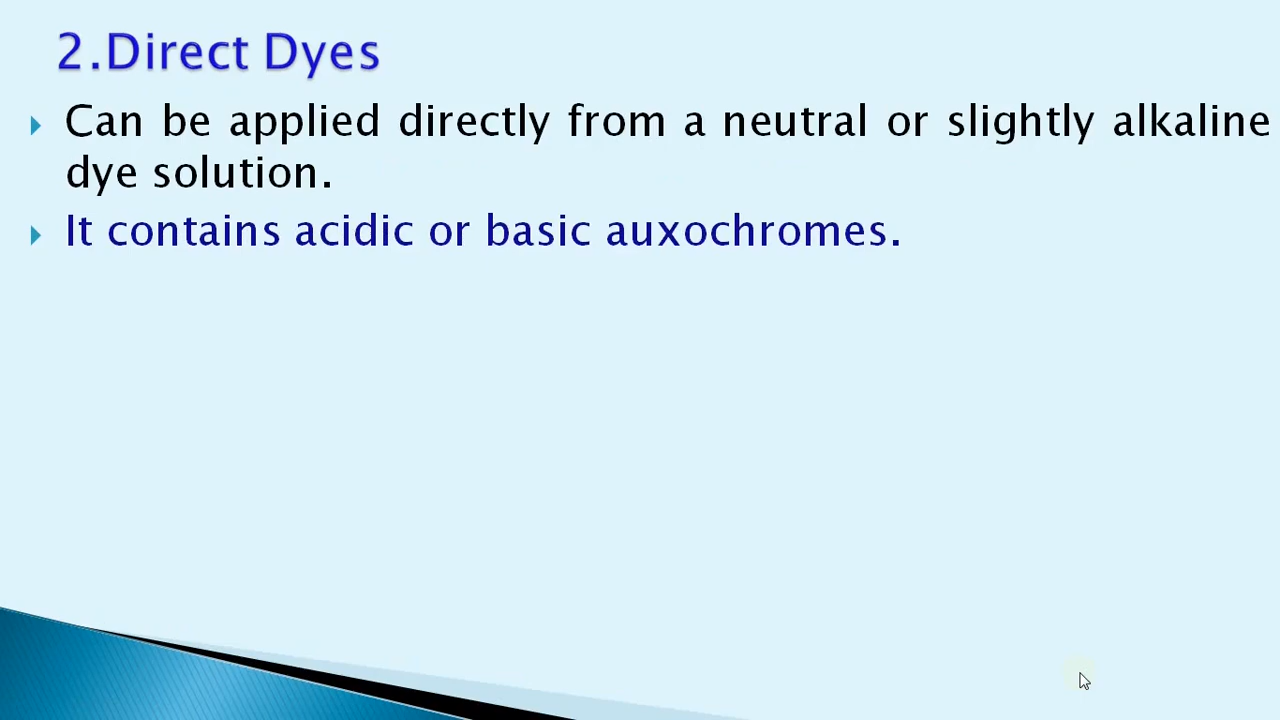 2.Direct Dyes
Can be applied directly from a neutral or slightly alkaline
dye solution.
It contains acidic or basic auxochromes.